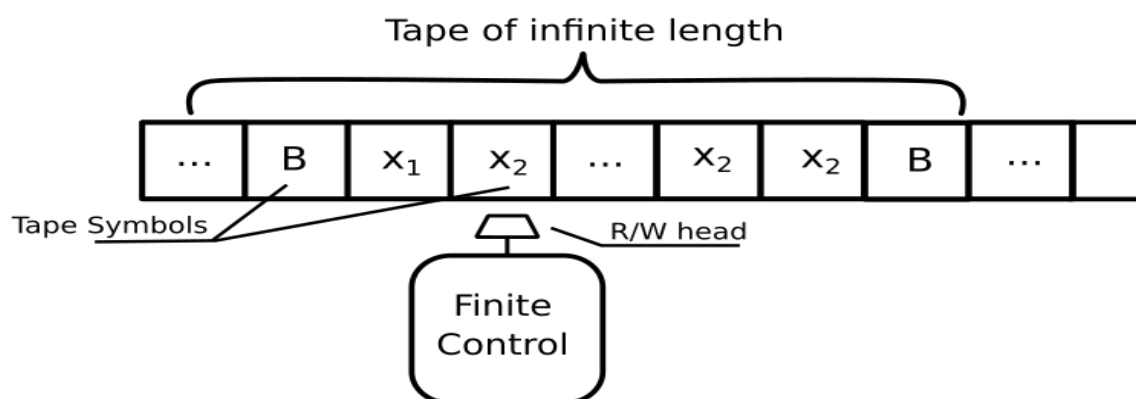 Tape of infinite length
... B x₁ x₂ ... x₂ x₂ B ...
Tape Symbols
R/W head
Finite
Control